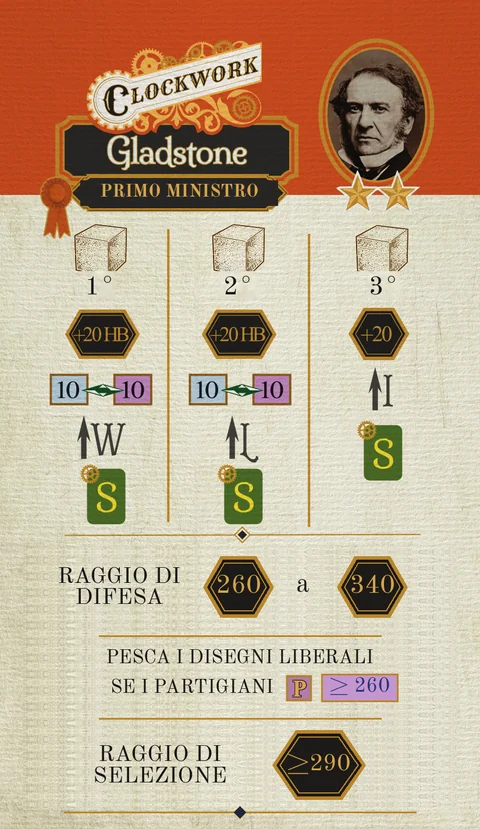 CLOCKWORK
Gladstone
PRIMO MINISTRO
1° 2° 3°
+20 HB +20 HB +20
10 10 10 10
W L I
S S S
RAGGIO DI
DIFESA
260 a 340
PESCA I DISEGNI LIBERALI
SE I PARTIGIANI P ≥ 260
RAGGIO DI
SELEZIONE
≥290